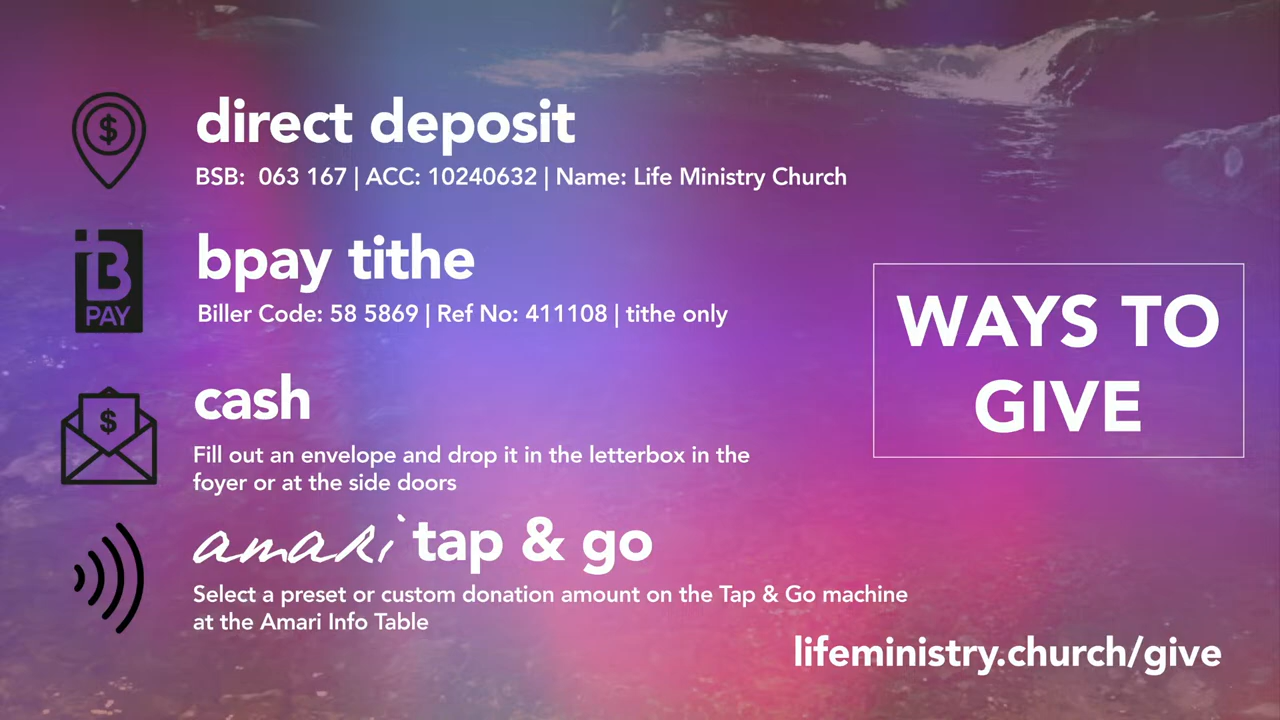 direct deposit
BSB:  063 167 | ACC: 10240632 | Name: Life Ministry Church
B
PAY
bpay tithe
Biller Code: 58 5869 | Ref No: 411108 | tithe only
WAYS TO
GIVE
cash
Fill out an envelope and drop it in the letterbox in the
foyer or at the side doors
amari tap & go
Select a preset or custom donation amount on the Tap & Go machine
at the Amari Info Table
lifeministry.church/give